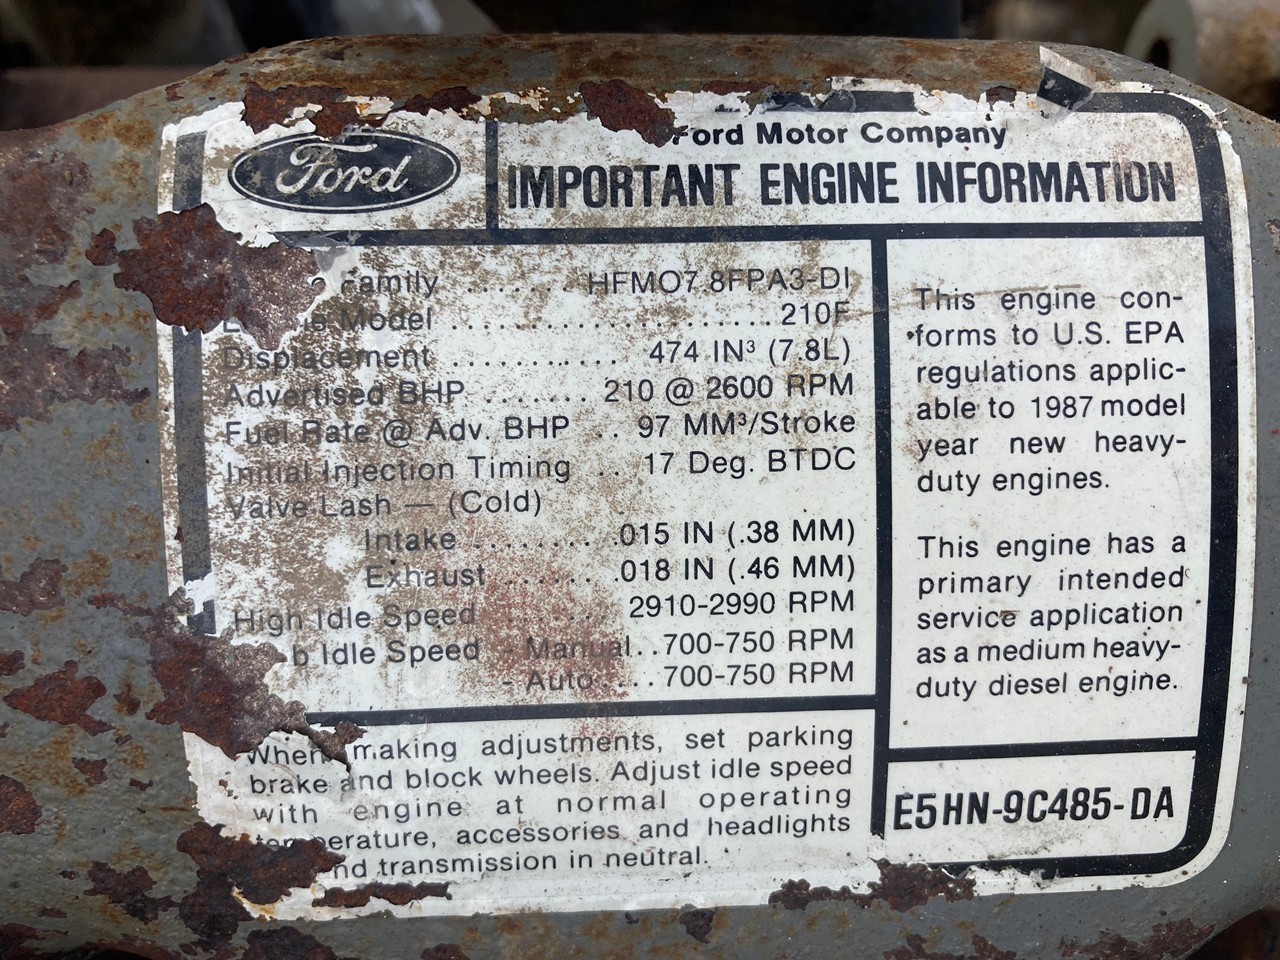 Ford
Ford Motor Company
IMPORTANT ENGINE INFORMATION
Family ....... HFM07.8FPA3-DI
Model ..................... 210F
Displacement ........... 474 IN³ (7.8L)
Advertised BHP ........ 210 @ 2600 RPM
Fuel Rate @ Adv. BHP .. 97 MM³/Stroke
Initial Injection Timing .. 17 Deg. BTDC
Valve Lash — (Cold)
Intake ......... .015 IN (.38 MM)
Exhaust ....... .018 IN (.46 MM)
High Idle Speed ....... 2910-2990 RPM
Idle Speed - Manual.. 700-750 RPM
- Auto .... 700-750 RPM
When making adjustments, set parking
brake and block wheels. Adjust idle speed
with engine at normal operating
temperature, accessories and headlights
and transmission in neutral.
This engine con-
forms to U.S. EPA
regulations applic-
able to 1987 model
year new heavy-
duty engines.
This engine has a
primary intended
service application
as a medium heavy-
duty diesel engine.
E5HN-9C485-DA